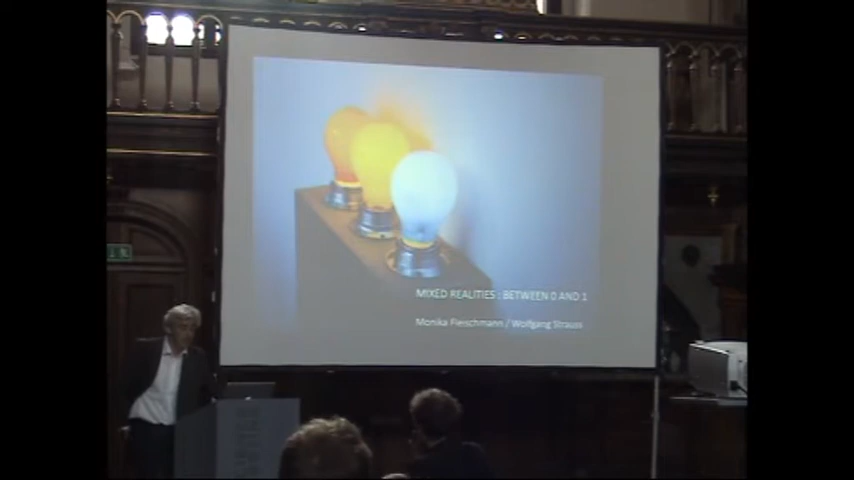 MIXED REALITIES : BETWEEN 0 AND 1
Monika Fleischmann / Wolfgang Strauss